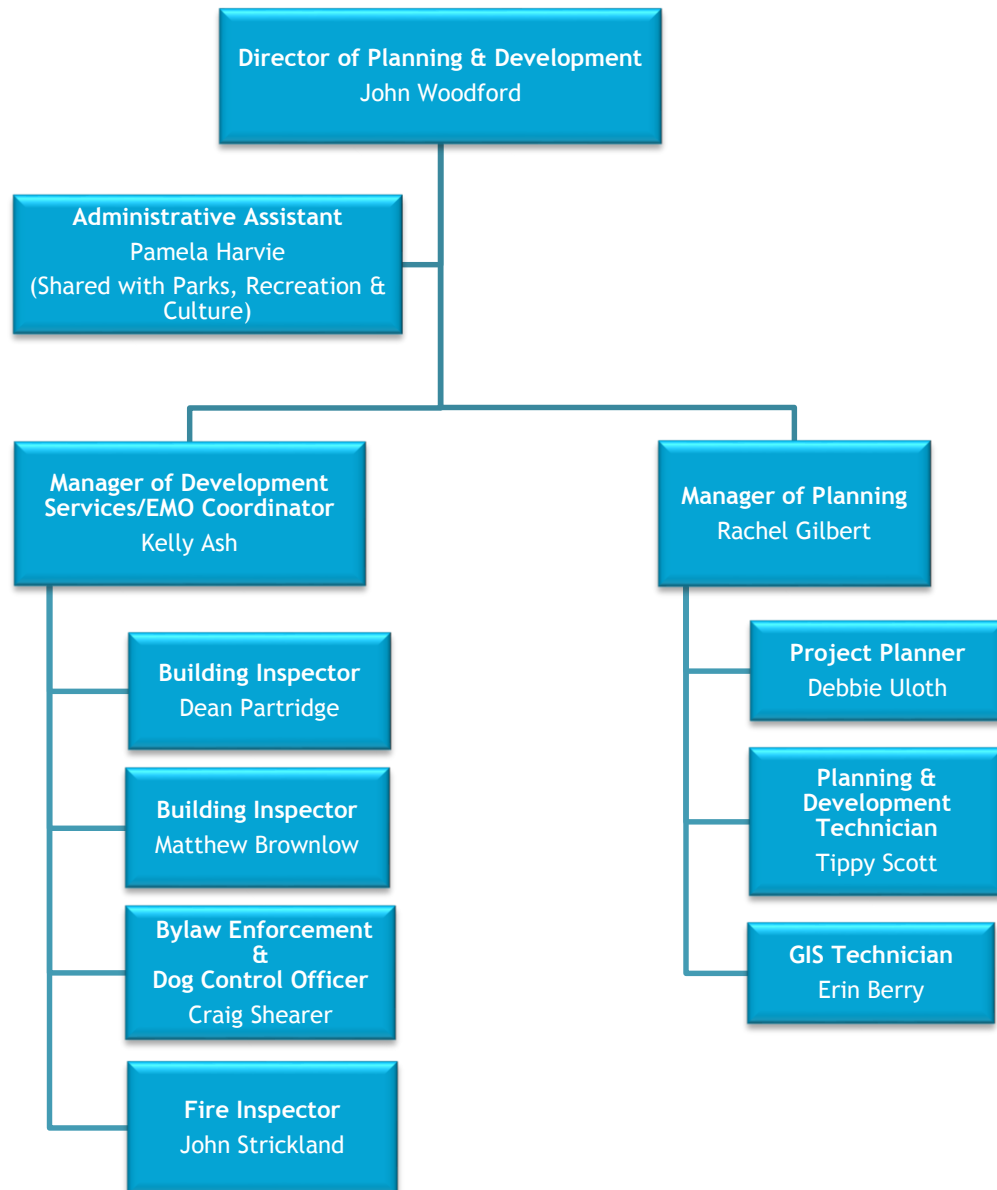 Director of Planning & Development
John Woodford
Administrative Assistant
Pamela Harvie
(Shared with Parks, Recreation &
Culture)
Manager of Development
Services/EMO Coordinator
Kelly Ash
Building Inspector
Dean Partridge
Building Inspector
Matthew Brownlow
Bylaw Enforcement
&
Dog Control Officer
Craig Shearer
Fire Inspector
John Strickland
Manager of Planning
Rachel Gilbert
Project Planner
Debbie Uloth
Planning &
Development
Technician
Tippy Scott
GIS Technician
Erin Berry